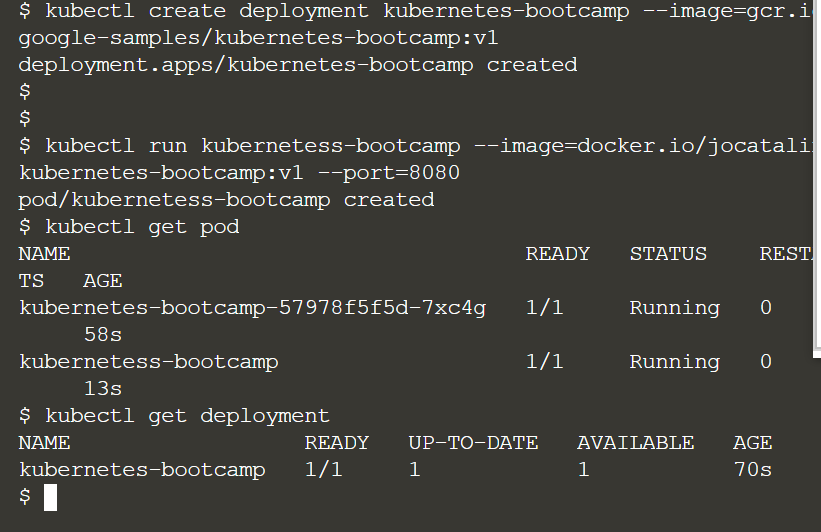 $ kubectl create deployment kubernetes-bootcamp --image=gcr.io
google-samples/kubernetes-bootcamp:v1
deployment.apps/kubernetes-bootcamp created
$
$
$ kubectl run kubernetess-bootcamp --image=docker.io/jocatali
kubernetes-bootcamp:v1 --port=8080
pod/kubernetess-bootcamp created
$ kubectl get pod
NAME READY STATUS RESTA
TS AGE
kubernetes-bootcamp-57978f5f5d-7xc4g 1/1 Running 0
58s
kubernetess-bootcamp 1/1 Running 0
13s
$ kubectl get deployment
NAME READY UP-TO-DATE AVAILABLE AGE
kubernetes-bootcamp 1/1 1 1 70s
$